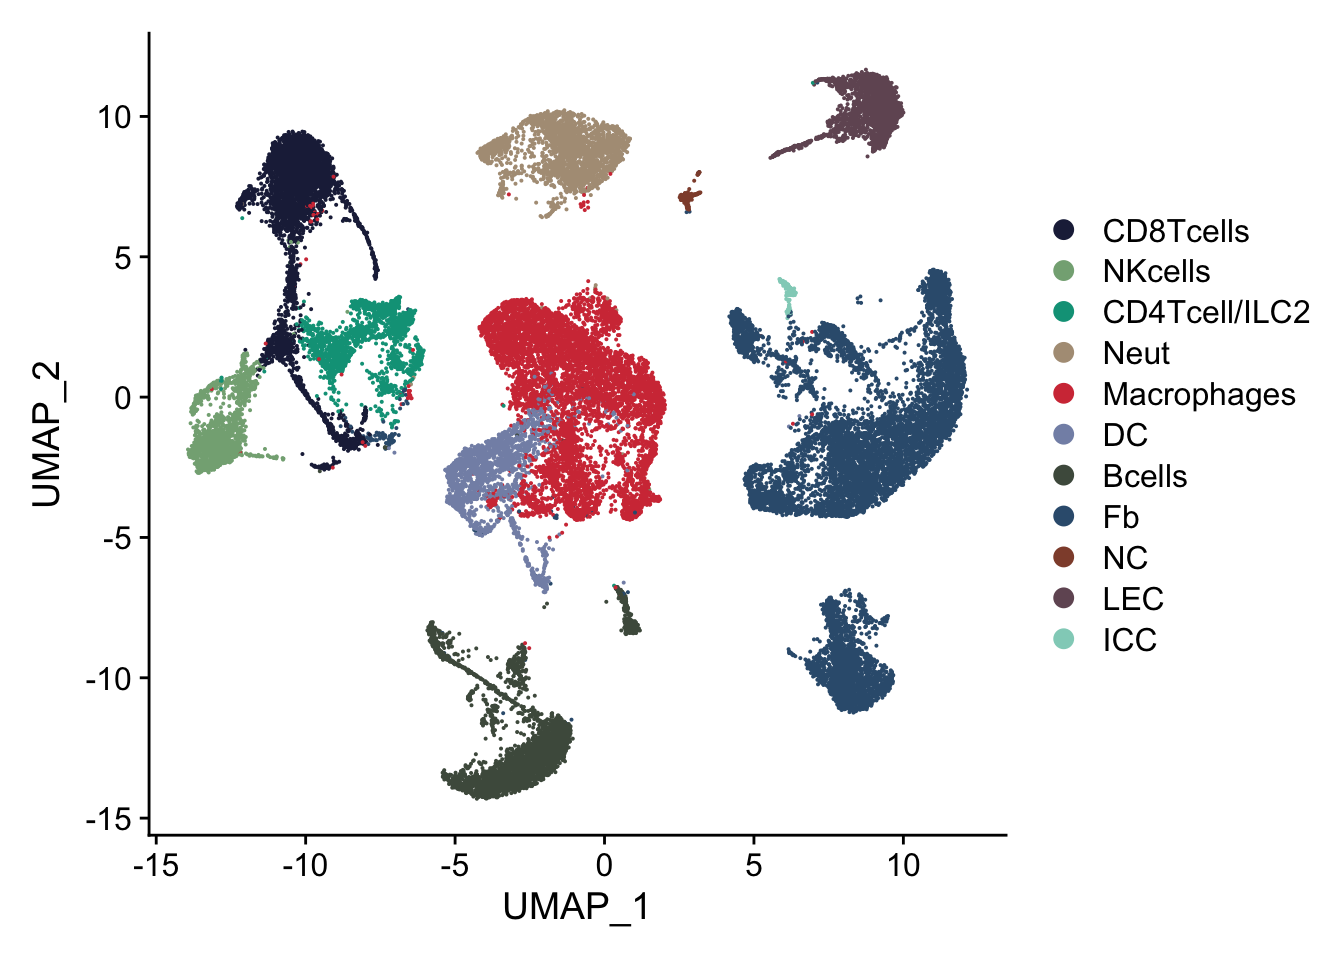 10
5
0
-5
-10
-15
UMAP_2
-15 -10 -5 0 5 10
UMAP_1
CD8Tcells
NKcells
CD4Tcell/ILC2
Neut
Macrophages
DC
Bcells
Fb
NC
LEC
ICC